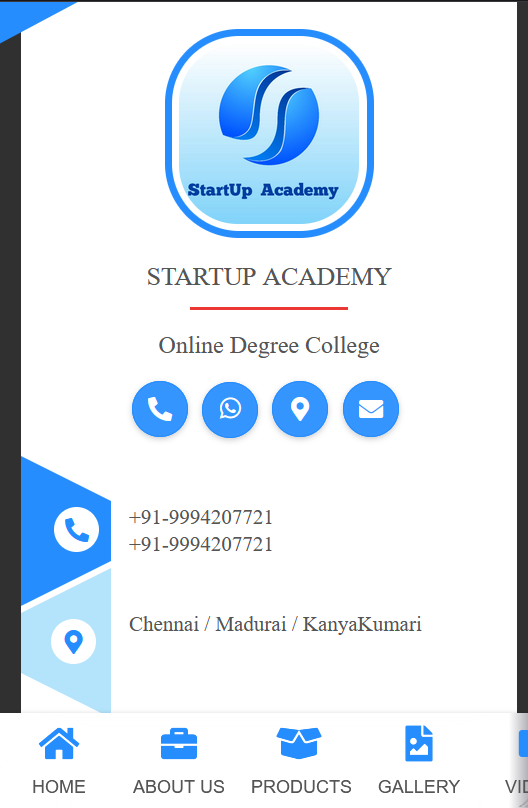 StartUp Academy
STARTUP ACADEMY
Online Degree College
+91-9994207721
+91-9994207721
Chennai / Madurai / KanyaKumari
HOME ABOUT US PRODUCTS GALLERY